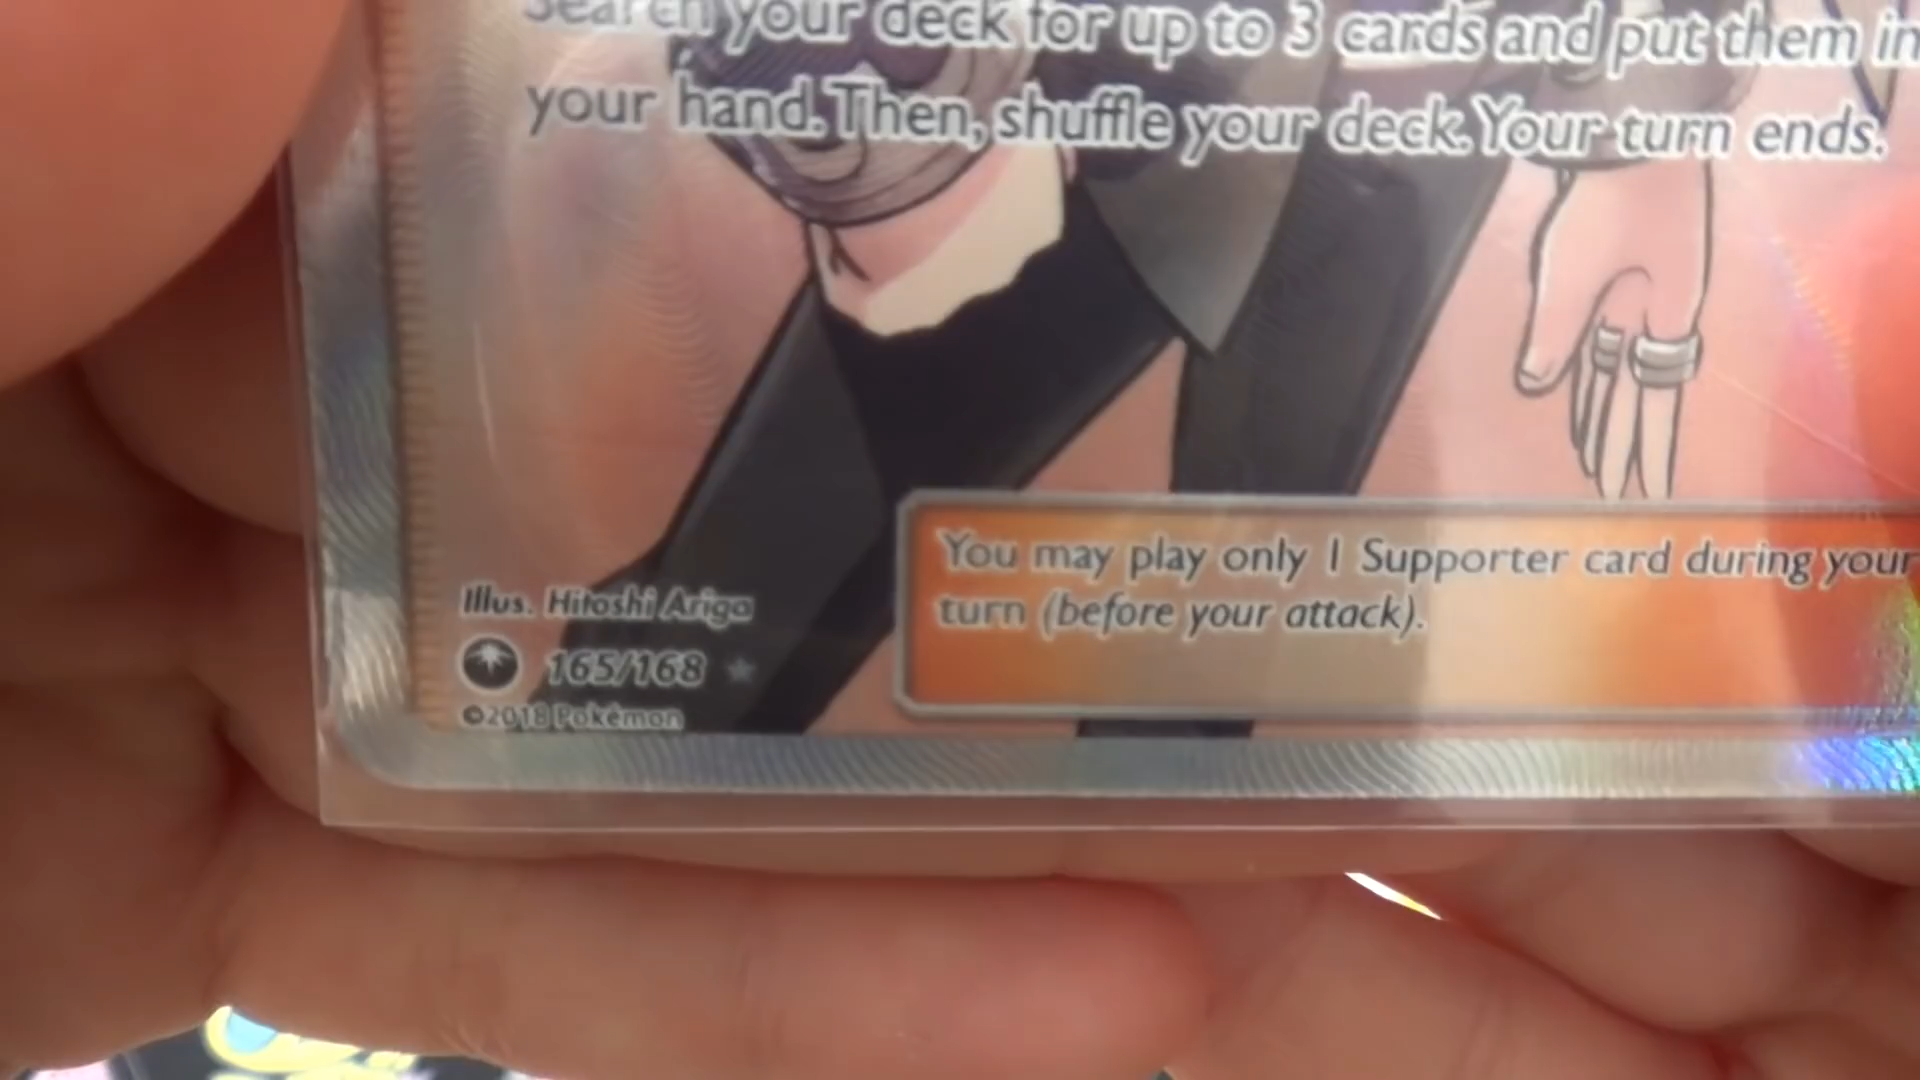 Search your deck for up to 3 cards and put them in
your hand. Then, shuffle your deck. Your turn ends.
You may play only 1 Supporter card during your
turn (before your attack).
Illus. Hitoshi Ariga
165/168
©2018 Pokémon